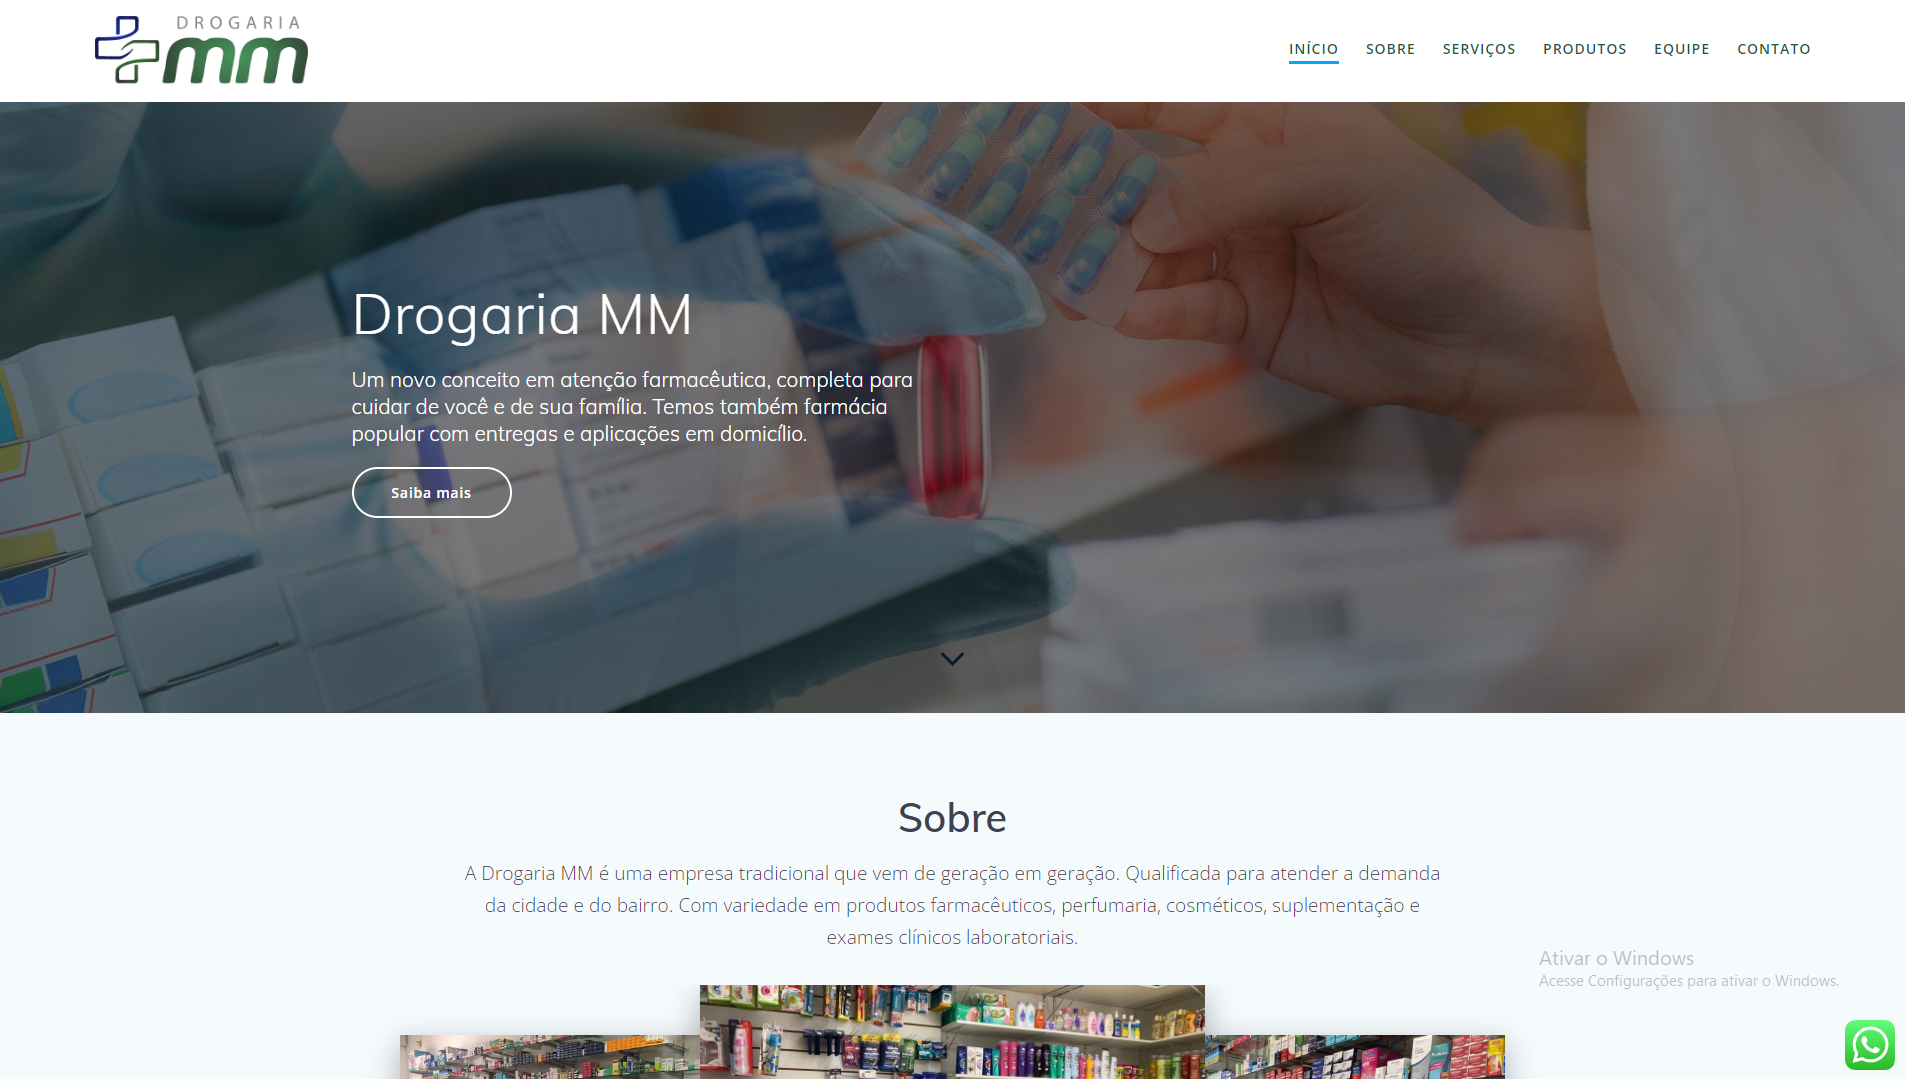 DROGARIA
mm
INÍCIO SOBRE SERVIÇOS PRODUTOS EQUIPE CONTATO
Drogaria MM
Um novo conceito em atenção farmacêutica, completa para
cuidar de você e de sua família. Temos também farmácia
popular com entregas e aplicações em domicílio.
Saiba mais
Sobre
A Drogaria MM é uma empresa tradicional que vem de geração em geração. Qualificada para atender a demanda
da cidade e do bairro. Com variedade em produtos farmacêuticos, perfumaria, cosméticos, suplementação e
exames clínicos laboratoriais.
Ativar o Windows
Acesse Configurações para ativar o Windows.